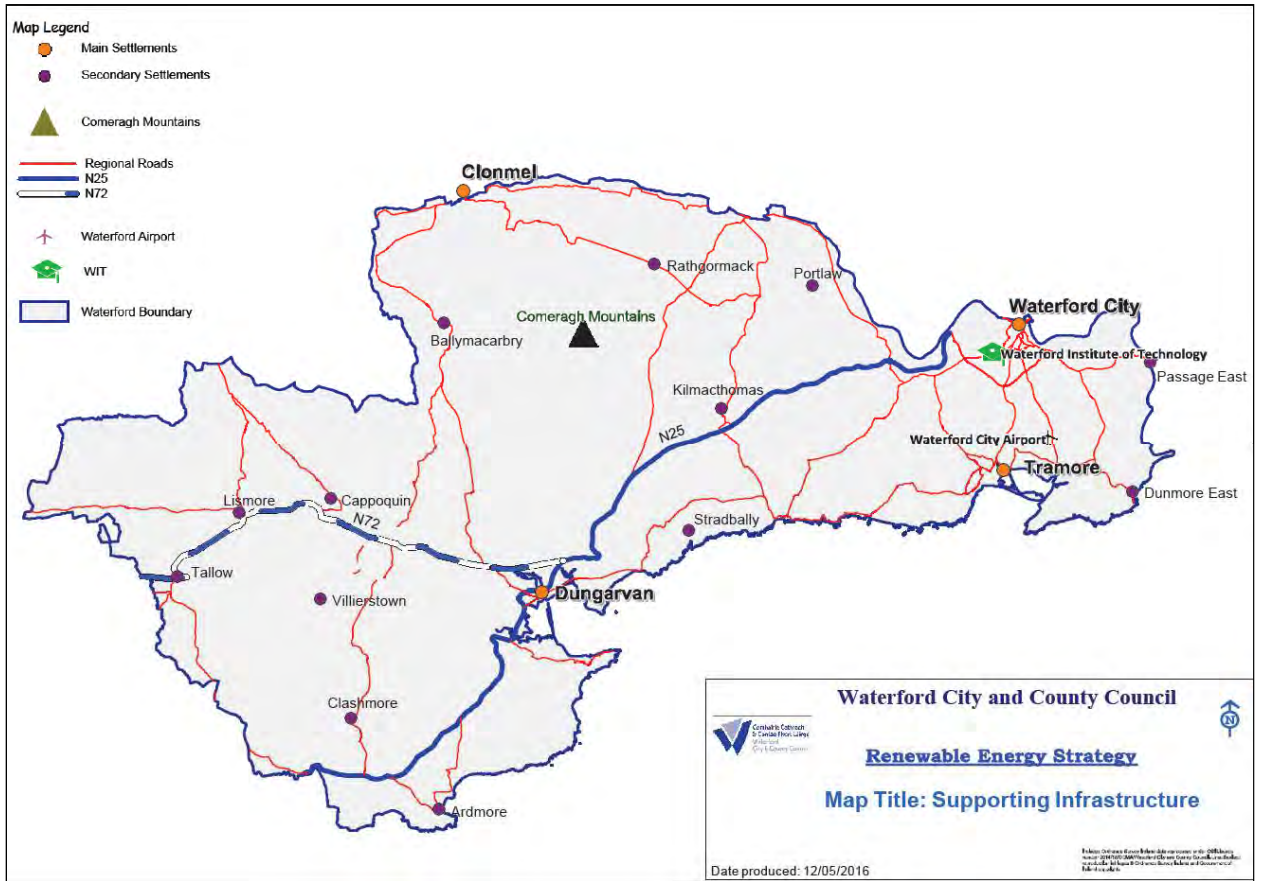 Map Legend
Main Settlements
Secondary Settlements
Comeragh Mountains
Regional Roads
N25
N72
Waterford Airport
WIT
Waterford Boundary
Clonmel
Rathgormack
Portlaw
Comeragh Mountains
Waterford City
Ballymacarbry
Waterford Institute of Technology
Passage East
Kilmacthomas
N25
Waterford City Airport
Tramore
Dunmore East
Lismore
Cappoquin
N72
Stradbally
Tallow
Villierstown
Dungarvan
Clashmore
Ardmore
Waterford City and County Council
N
Renewable Energy Strategy
Map Title: Supporting Infrastructure
Date produced: 12/05/2016